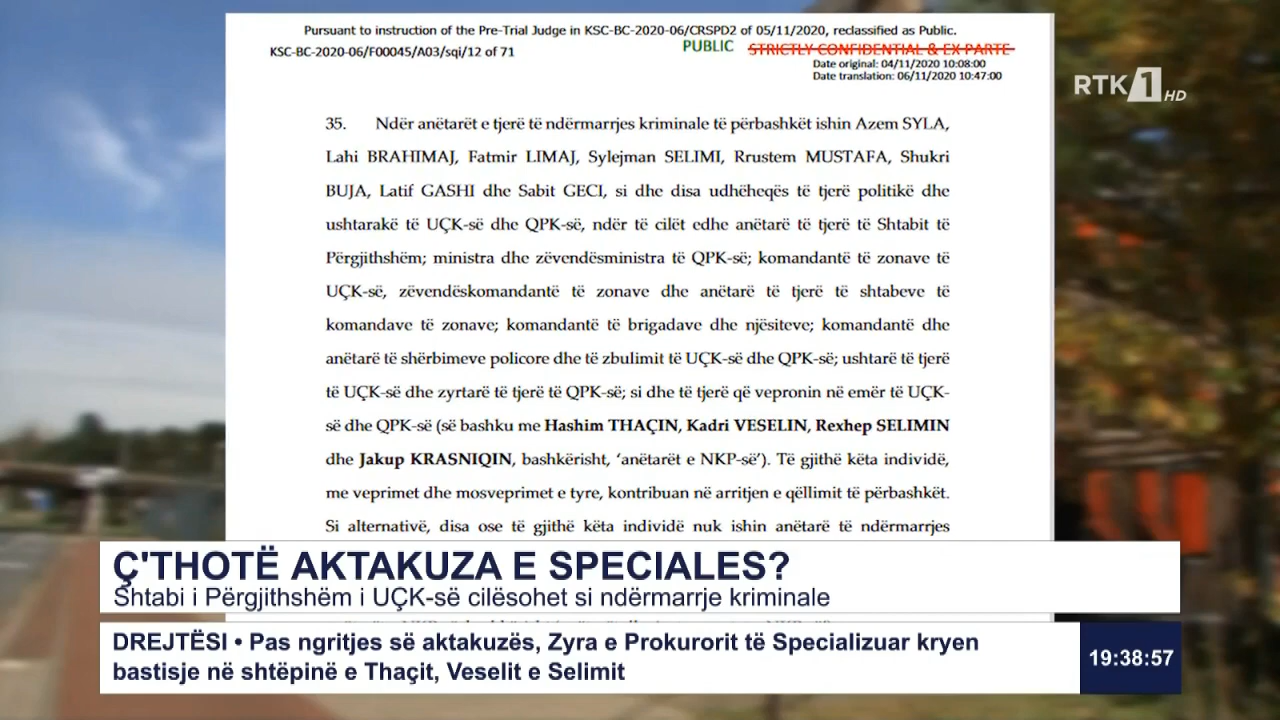 Pursuant to instruction of the Pre-Trial Judge in KSC-BC-2020-06/CRSPD2 of 05/11/2020, reclassified as Public.
KSC-BC-2020-06/F00045/A03/sqi/12 of 71
PUBLIC STRICTLY CONFIDENTIAL & EX PARTE
Date original: 04/11/2020 10:08:00
Date translation: 06/11/2020 10:47:00
RTK 1 HD
35. Ndër anëtarët e tjerë të ndërmarrjes kriminale të përbashkët ishin Azem SYLA,
Lahi BRAHIMAJ, Fatmir LIMAJ, Sylejman SELIMI, Rrustem MUSTAFA, Shukri
BUJA, Latif GASHI dhe Sabit GECI, si dhe disa udhëheqës të tjerë politikë dhe
ushtarakë të UÇK-së dhe QPK-së, ndër të cilët edhe anëtarë të tjerë të Shtabit të
Përgjithshëm; ministra dhe zëvendësministra të QPK-së; komandantë të zonave të
UÇK-së, zëvendëskomandantë të zonave dhe anëtarë të tjerë të shtabeve të
komandave të zonave; komandantë të brigadave dhe njësiteve; komandantë dhe
anëtarë të shërbimeve policore dhe të zbulimit të UÇK-së dhe QPK-së; ushtarë të tjerë
të UÇK-së dhe zyrtarë të tjerë të QPK-së; si dhe të tjerë që vepronin në emër të UÇK-
së dhe QPK-së (së bashku me Hashim THAÇIN, Kadri VESELIN, Rexhep SELIMIN
dhe Jakup KRASNIQIN, bashkërisht, ‘anëtarët e NKP-së’). Të gjithë këta individë,
me veprimet dhe mosveprimet e tyre, kontribuan në arritjen e qëllimit të përbashkët.
Si alternativë, disa ose të gjithë këta individë nuk ishin anëtarë të ndërmarrjes
Ç'THOTË AKTAKUZA E SPECIALES?
Shtabi i Përgjithshëm i UÇK-së cilësohet si ndërmarrje kriminale
DREJTËSI • Pas ngritjes së aktakuzës, Zyra e Prokurorit të Specializuar kryen
bastisje në shtëpinë e Thaçit, Veselit e Selimit
19:38:57